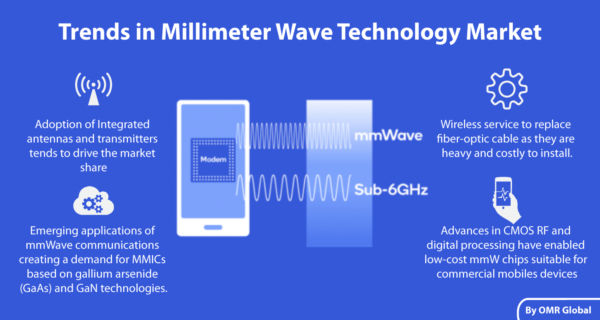 Trends in Millimeter Wave Technology Market
Adoption of Integrated
antennas and transmitters
tends to drive the market
share
Emerging applications of
mmWave communications
creating a demand for MMICs
based on gallium arsenide
(GaAs) and GaN technologies.
Modem
mmWave
Sub-6GHz
Wireless service to replace
fiber-optic cable as they are
heavy and costly to install.
Advances in CMOS RF and
digital processing have enabled
low-cost mmW chips suitable for
commercial mobiles devices
By OMR Global